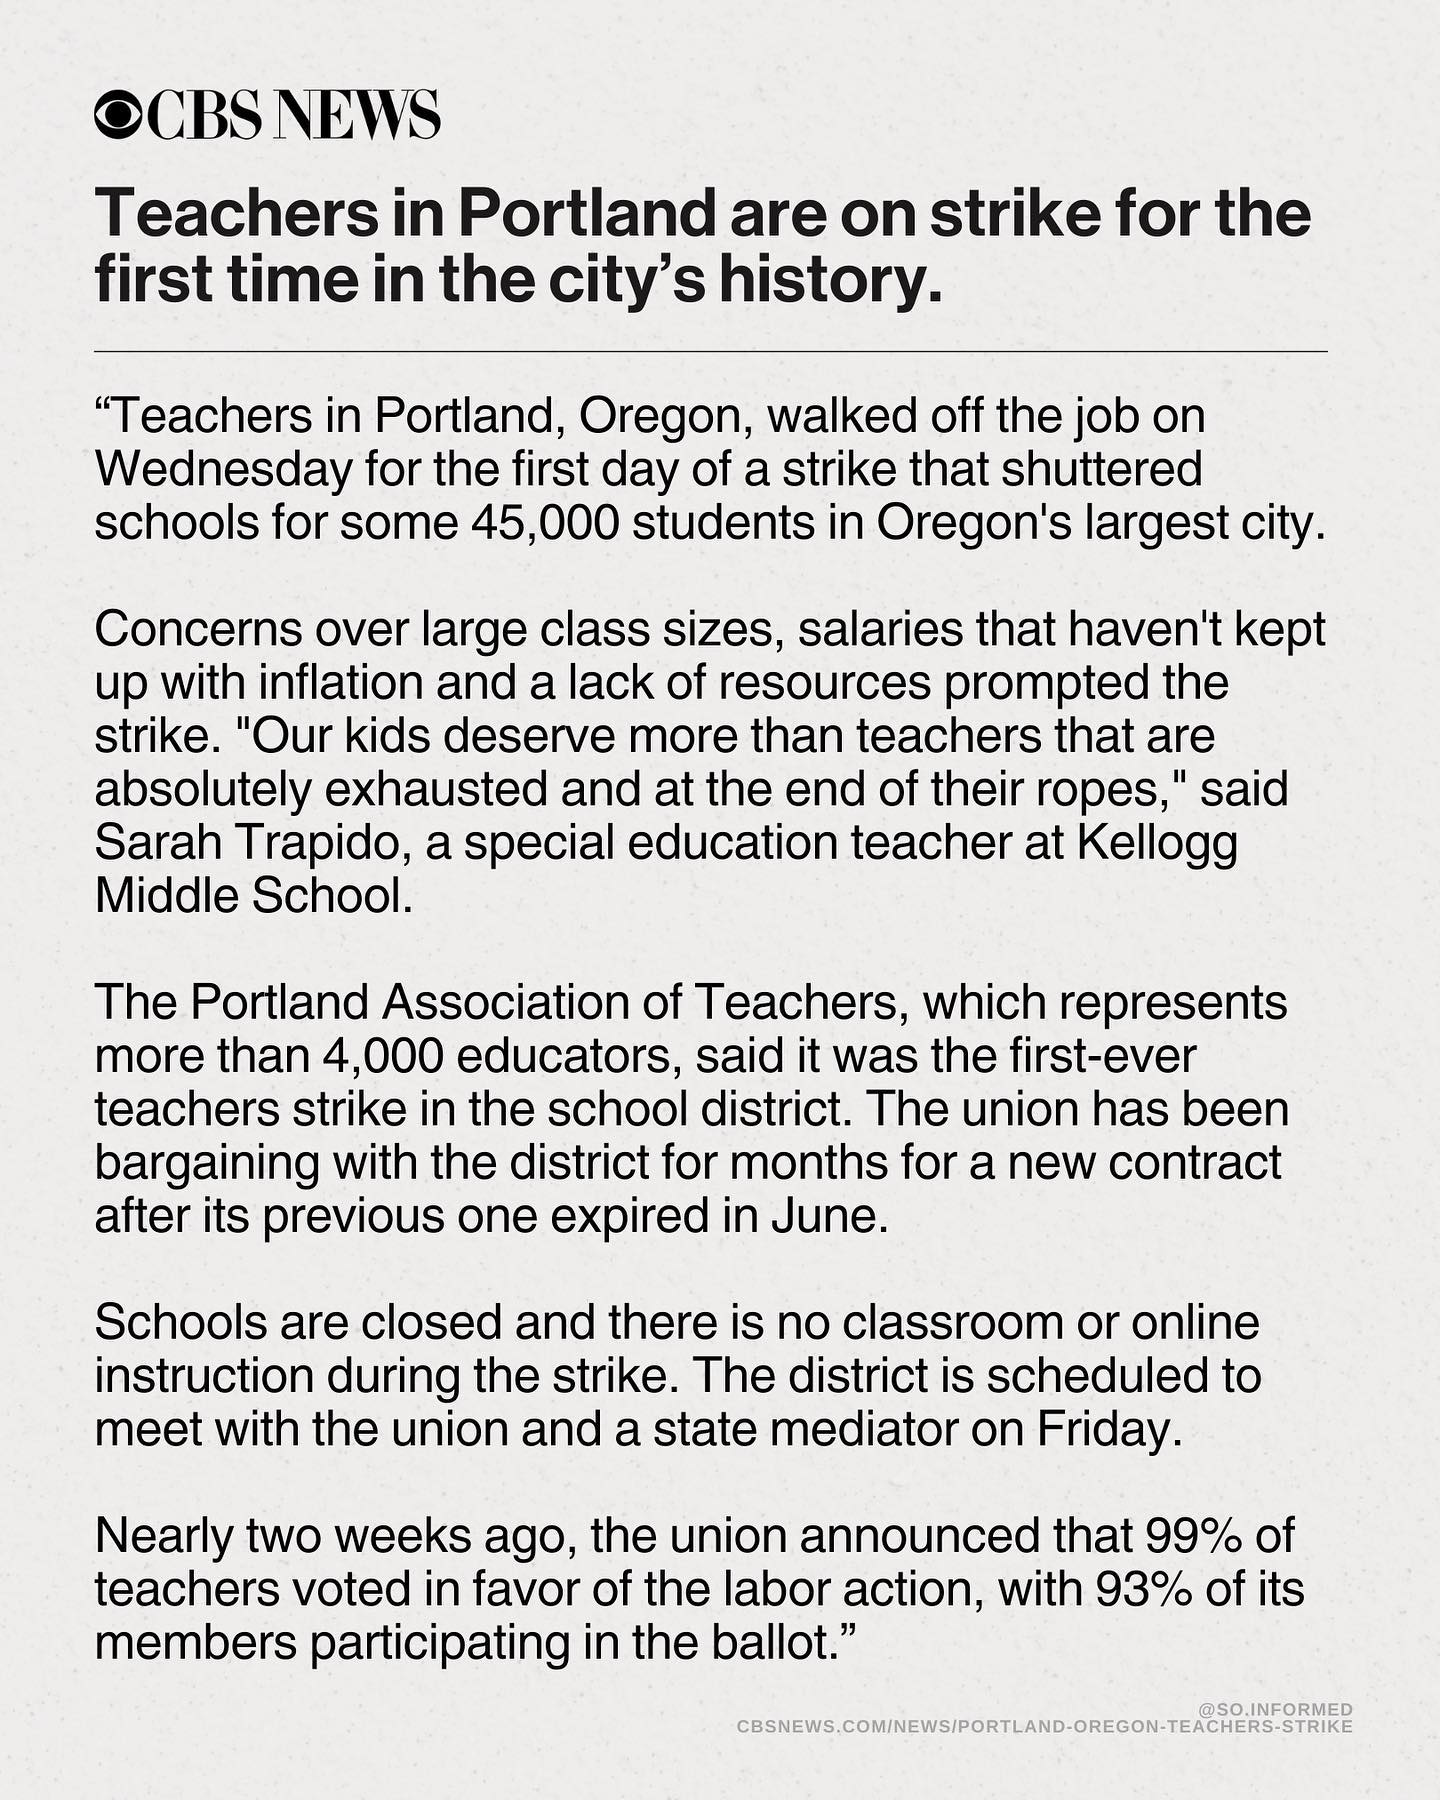 CBS NEWS
Teachers in Portland are on strike for the
first time in the city’s history.
“Teachers in Portland, Oregon, walked off the job on
Wednesday for the first day of a strike that shuttered
schools for some 45,000 students in Oregon's largest city.
Concerns over large class sizes, salaries that haven't kept
up with inflation and a lack of resources prompted the
strike. "Our kids deserve more than teachers that are
absolutely exhausted and at the end of their ropes," said
Sarah Trapido, a special education teacher at Kellogg
Middle School.
The Portland Association of Teachers, which represents
more than 4,000 educators, said it was the first-ever
teachers strike in the school district. The union has been
bargaining with the district for months for a new contract
after its previous one expired in June.
Schools are closed and there is no classroom or online
instruction during the strike. The district is scheduled to
meet with the union and a state mediator on Friday.
Nearly two weeks ago, the union announced that 99% of
teachers voted in favor of the labor action, with 93% of its
members participating in the ballot.”
@SO.INFORMED
CBSNEWS.COM/NEWS/PORTLAND-OREGON-TEACHERS-STRIKE